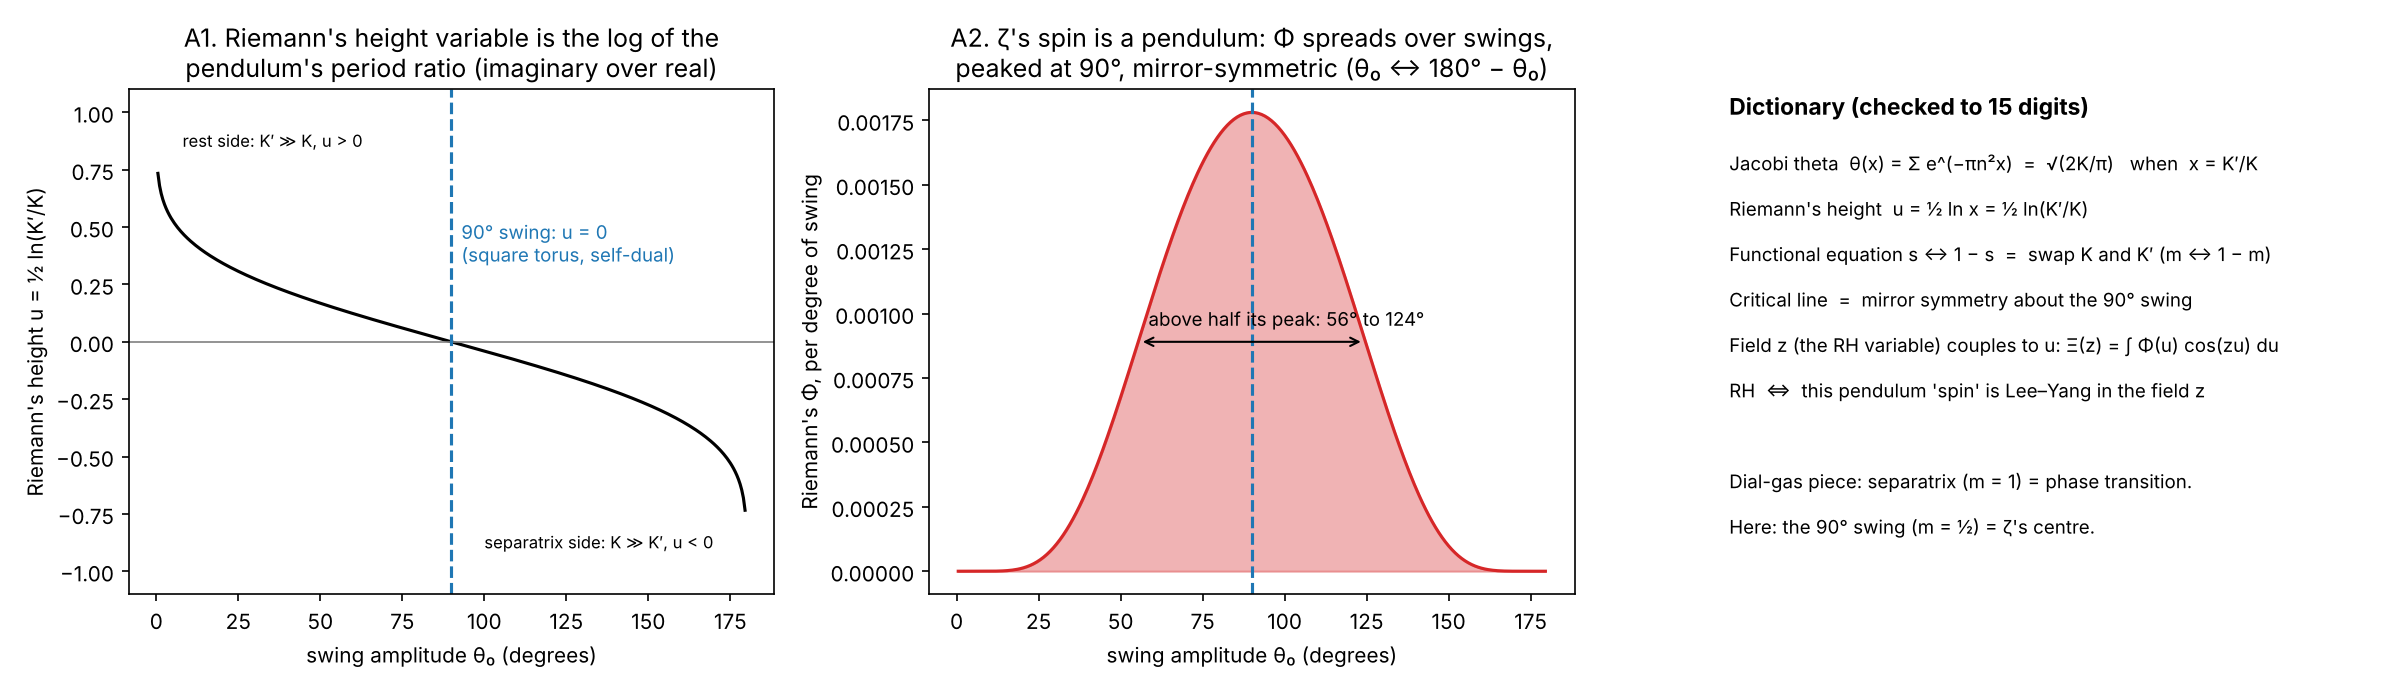 A1. Riemann's height variable is the log of the
pendulum's period ratio (imaginary over real)
Riemann's height u = ½ ln(K′/K)
1.00
0.75
0.50
0.25
0.00
−0.25
−0.50
−0.75
−1.00
rest side: K′ ≫ K, u > 0
90° swing: u = 0
(square torus, self-dual)
separatrix side: K ≫ K′, u < 0
0 25 50 75 100 125 150 175
swing amplitude θ₀ (degrees)
A2. ζ's spin is a pendulum: Φ spreads over swings,
peaked at 90°, mirror-symmetric (θ₀ ↔ 180° − θ₀)
Riemann's Φ, per degree of swing
0.00175
0.00150
0.00125
0.00100
0.00075
0.00050
0.00025
0.00000
above half its peak: 56° to 124°
0 25 50 75 100 125 150 175
swing amplitude θ₀ (degrees)
Dictionary (checked to 15 digits)
Jacobi theta θ(x) = Σ e^(−πn²x) = √(2K/π) when x = K′/K
Riemann's height u = ½ ln x = ½ ln(K′/K)
Functional equation s ↔ 1 − s = swap K and K′ (m ↔ 1 − m)
Critical line = mirror symmetry about the 90° swing
Field z (the RH variable) couples to u: Ξ(z) = ∫ Φ(u) cos(zu) du
RH ⇔ this pendulum 'spin' is Lee–Yang in the field z
Dial-gas piece: separatrix (m = 1) = phase transition.
Here: the 90° swing (m = ½) = ζ's centre.